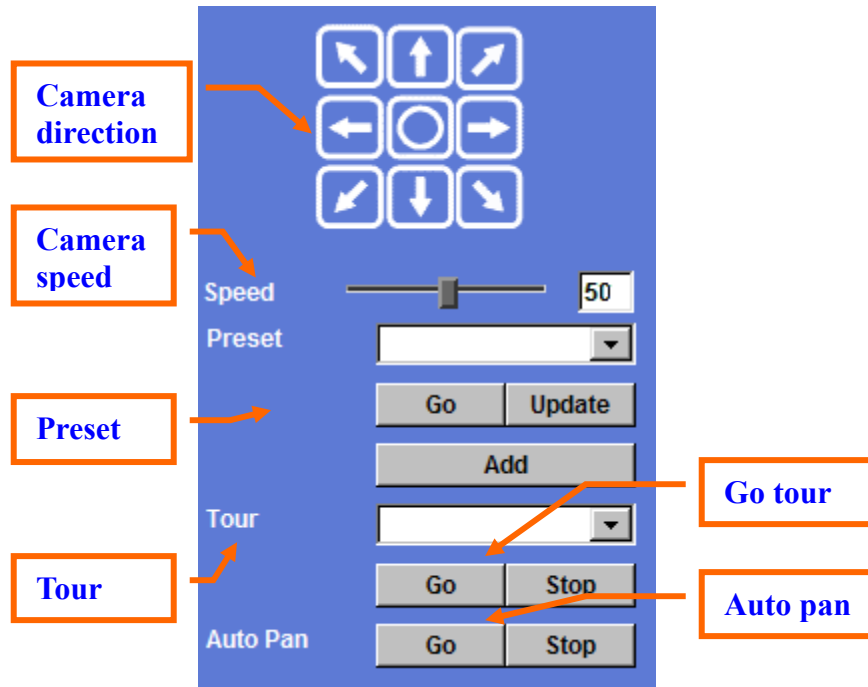 Camera
direction
Camera
speed
Speed
50
Preset
Preset
Go
Update
Add
Go tour
Tour
Tour
Go
Stop
Auto pan
Auto Pan
Go
Stop